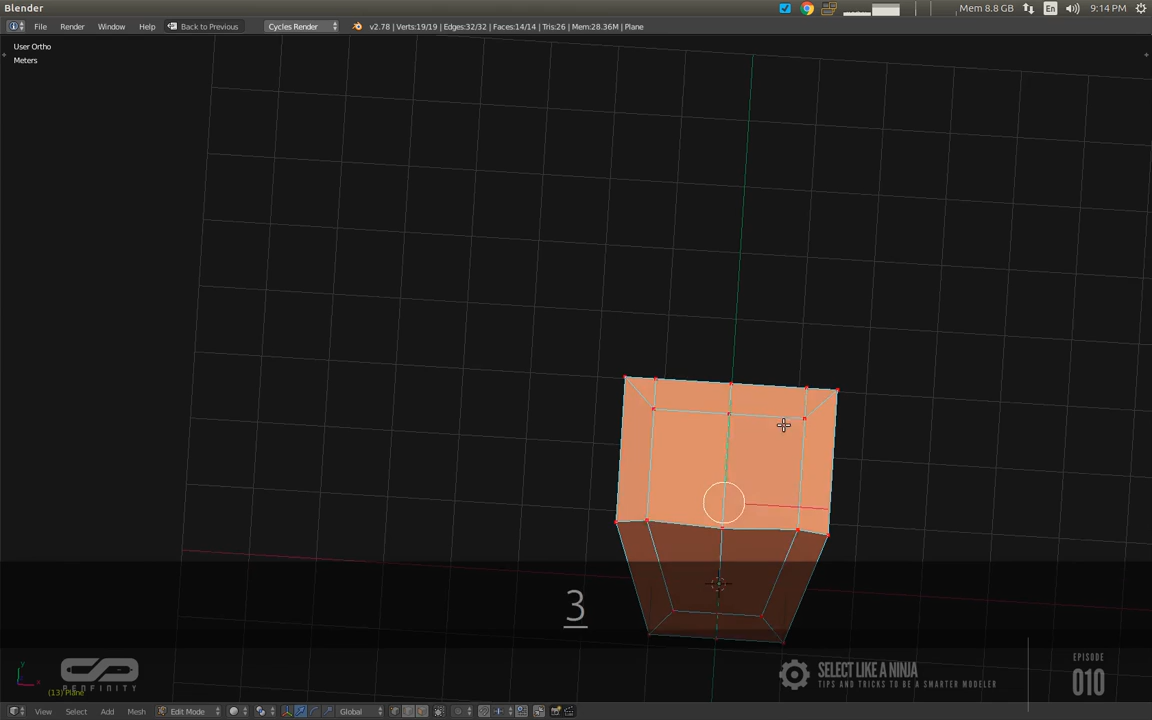 Blender
Mem 8.8 GB
En
9:14 PM
File Render Window Help
Back to Previous
Cycles Render
v2.78 | Verts:19/19 | Edges:32/32 | Faces:14/14 | Tris:26 | Mem:28.36M | Plane
User Ortho
Meters
3
SELECT LIKE A NINJA
TIPS AND TRICKS TO BE A SMARTER MODELER
EPISODE
010
(13) Plane
View Select Add Mesh
Edit Mode
Global